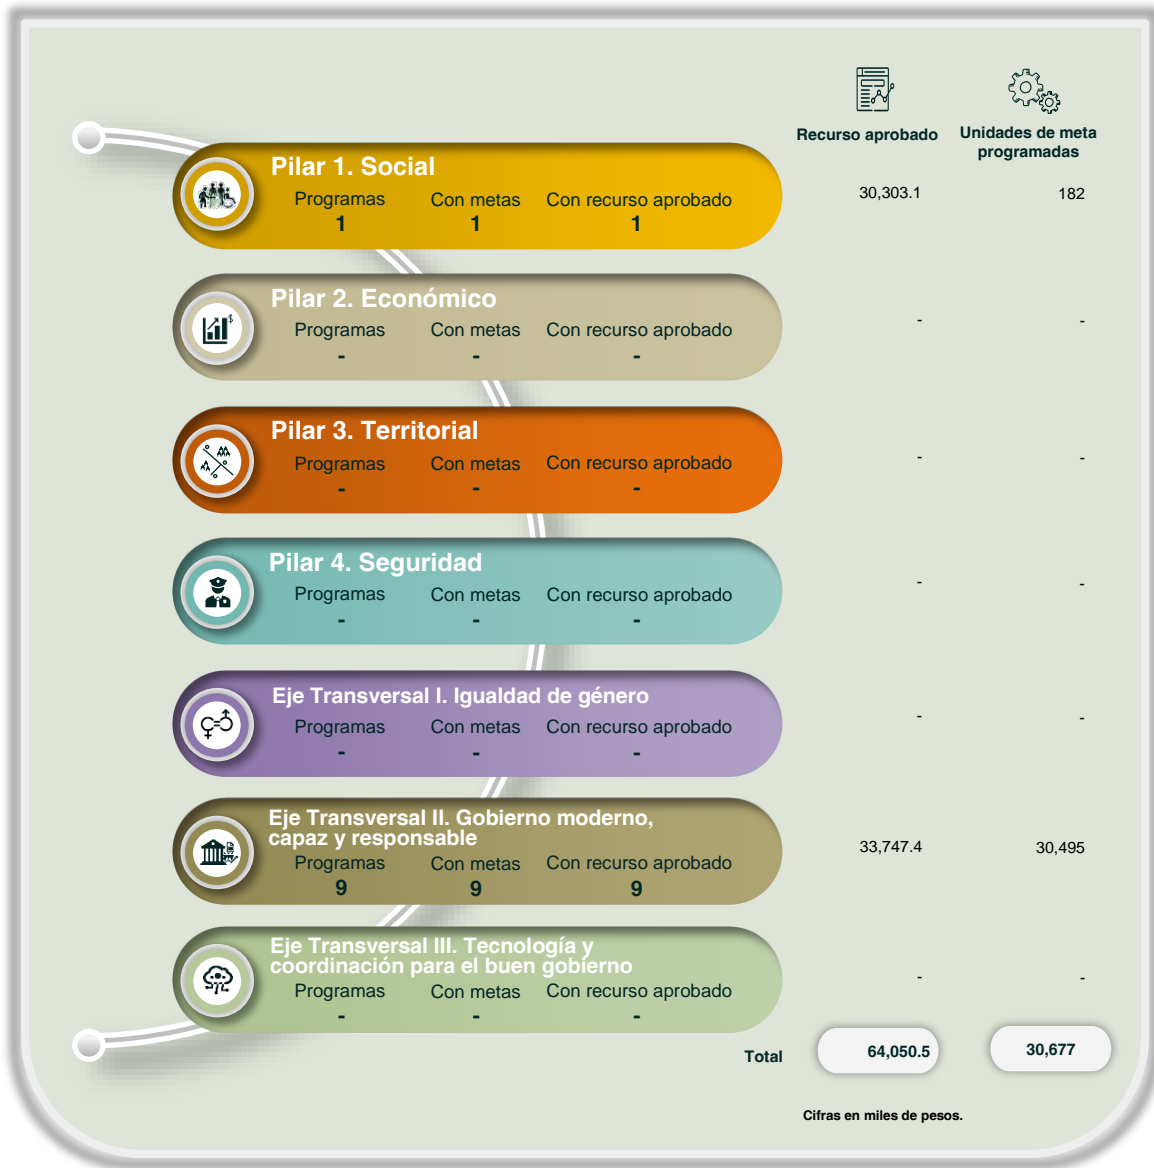 Recurso aprobado
Unidades de meta
programadas
Pilar 1. Social
Programas Con metas Con recurso aprobado
1 1 1
30,303.1 182
Pilar 2. Económico
Programas Con metas Con recurso aprobado
- - -
- -
Pilar 3. Territorial
Programas Con metas Con recurso aprobado
- - -
- -
Pilar 4. Seguridad
Programas Con metas Con recurso aprobado
- - -
- -
Eje Transversal I. Igualdad de género
Programas Con metas Con recurso aprobado
- - -
- -
Eje Transversal II. Gobierno moderno,
capaz y responsable
Programas Con metas Con recurso aprobado
9 9 9
33,747.4 30,495
Eje Transversal III. Tecnología y
coordinación para el buen gobierno
Programas Con metas Con recurso aprobado
- - -
- -
Total 64,050.5 30,677
Cifras en miles de pesos.